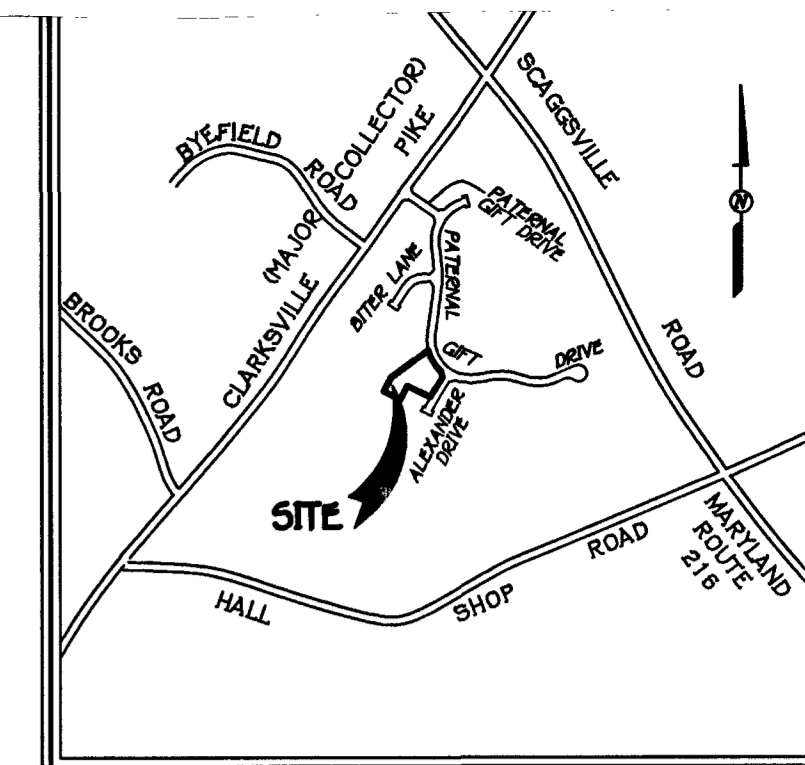 SCAGGSVILLE
ROAD
MARYLAND
ROUTE
216
BYEFIELD
ROAD
CLARKSVILLE
(MAJOR COLLECTOR)
PIKE
PATERNAL
GIFT DRIVE
N
PATERNAL
GIFT
DRIVE
BITER LANE
BROOKS
ROAD
ALEXANDER
DRIVE
SITE
HALL
SHOP
ROAD